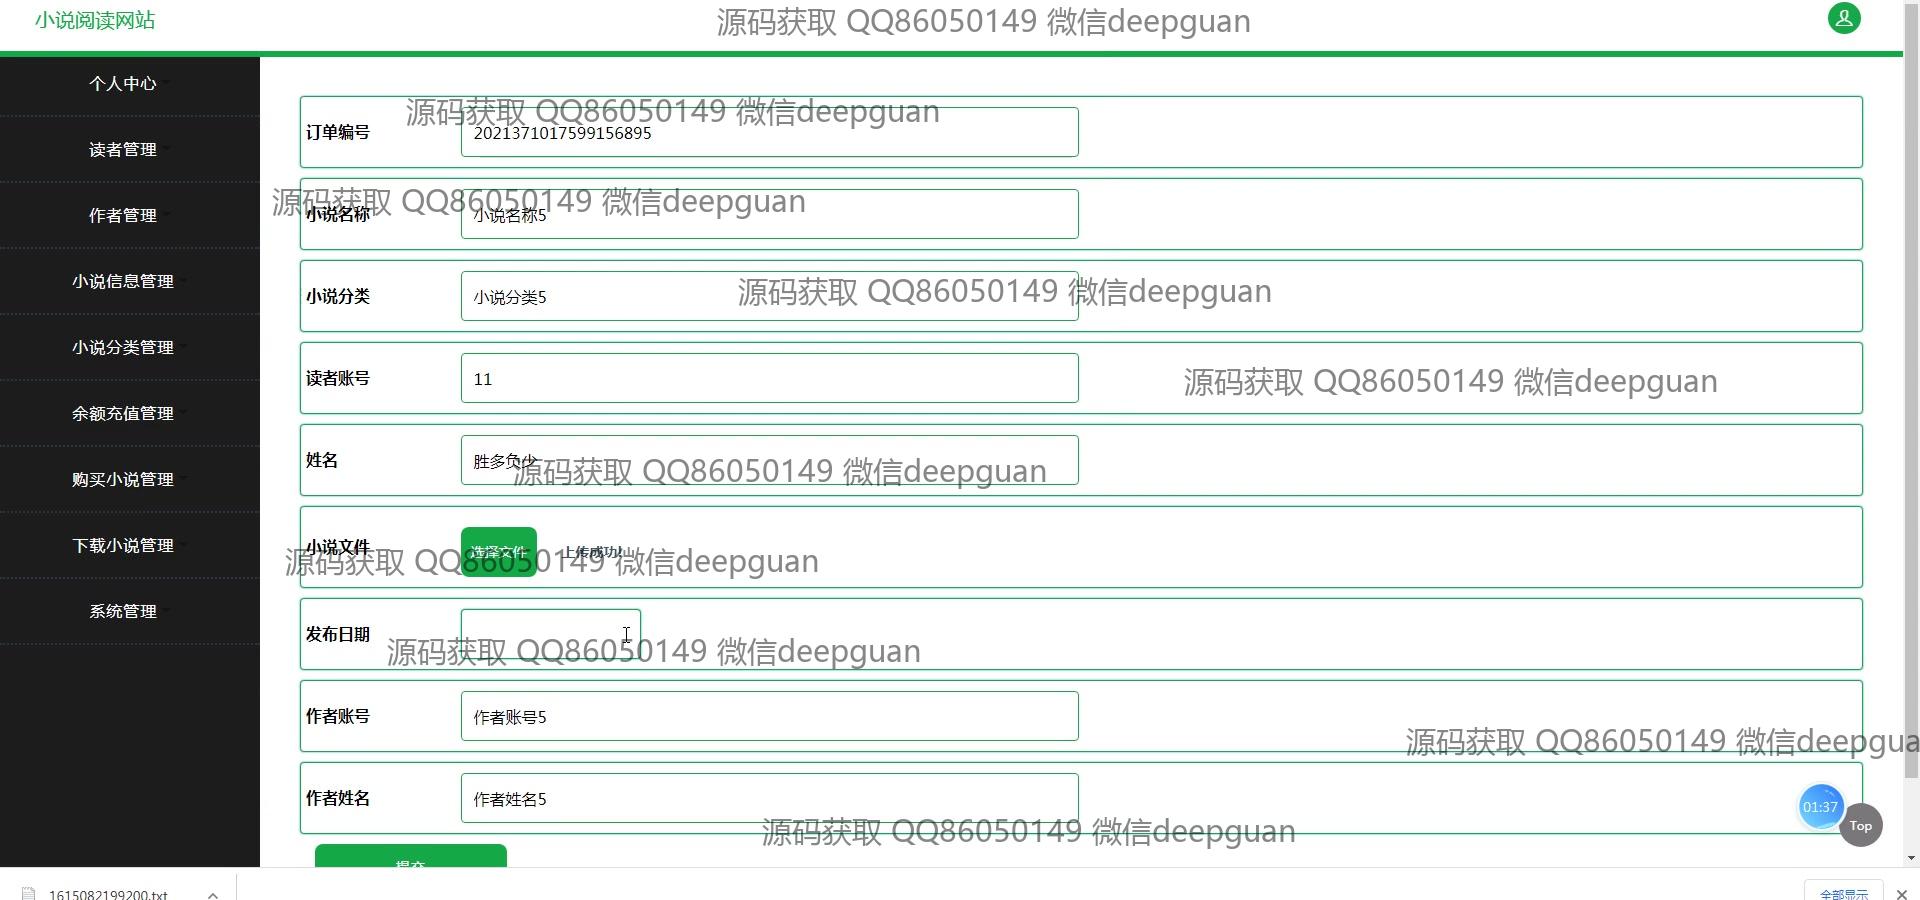 小说阅读网站
源码获取 QQ86050149 微信deepguan
个人中心
读者管理
作者管理
小说信息管理
小说分类管理
余额充值管理
购买小说管理
下载小说管理
系统管理
源码获取 QQ86050149 微信deepguan
订单编号
2021371017599156895
源码获取 QQ86050149 微信deepguan
小说名称
小说名称5
小说分类
小说分类5
源码获取 QQ86050149 微信deepguan
读者账号
11
源码获取 QQ86050149 微信deepguan
姓名
胜多负少
源码获取 QQ86050149 微信deepguan
小说文件
选择文件
上传成功!
源码获取 QQ86050149 微信deepguan
发布日期
源码获取 QQ86050149 微信deepguan
作者账号
作者账号5
源码获取 QQ86050149 微信deepgua
作者姓名
作者姓名5
01:37
Top
源码获取 QQ86050149 微信deepguan
提交
1615082199200.txt
全部显示